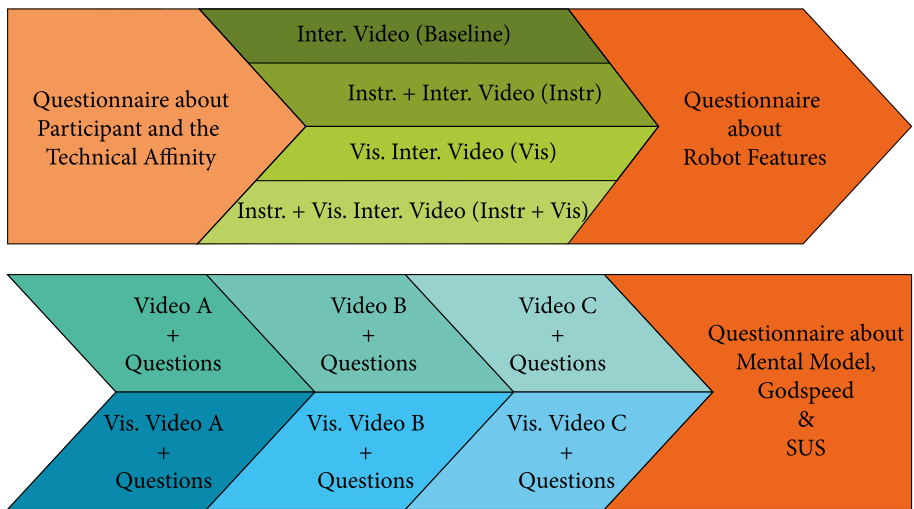 Questionnaire about
Participant and the
Technical Affinity
Inter. Video (Baseline)
Instr. + Inter. Video (Instr)
Vis. Inter. Video (Vis)
Instr. + Vis. Inter. Video (Instr + Vis)
Questionnaire
about
Robot Features
Video A
+
Questions
Video B
+
Questions
Video C
+
Questions
Vis. Video A
+
Questions
Vis. Video B
+
Questions
Vis. Video C
+
Questions
Questionnaire about
Mental Model,
Godspeed
&
SUS